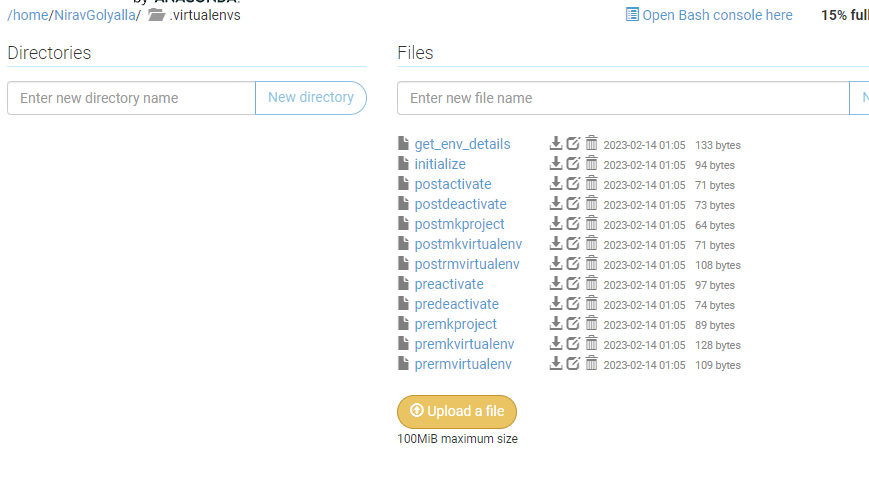 by ANACONDA.
/home/NiravGolyalla/ .virtualenvs
Open Bash console here
15% full
Directories
Files
Enter new directory name
New directory
Enter new file name
get_env_details 2023-02-14 01:05 133 bytes
initialize 2023-02-14 01:05 94 bytes
postactivate 2023-02-14 01:05 71 bytes
postdeactivate 2023-02-14 01:05 73 bytes
postmkproject 2023-02-14 01:05 64 bytes
postmkvirtualenv 2023-02-14 01:05 71 bytes
postrmvirtualenv 2023-02-14 01:05 108 bytes
preactivate 2023-02-14 01:05 97 bytes
predeactivate 2023-02-14 01:05 74 bytes
premkproject 2023-02-14 01:05 89 bytes
premkvirtualenv 2023-02-14 01:05 128 bytes
prermvirtualenv 2023-02-14 01:05 109 bytes
Upload a file
100MiB maximum size